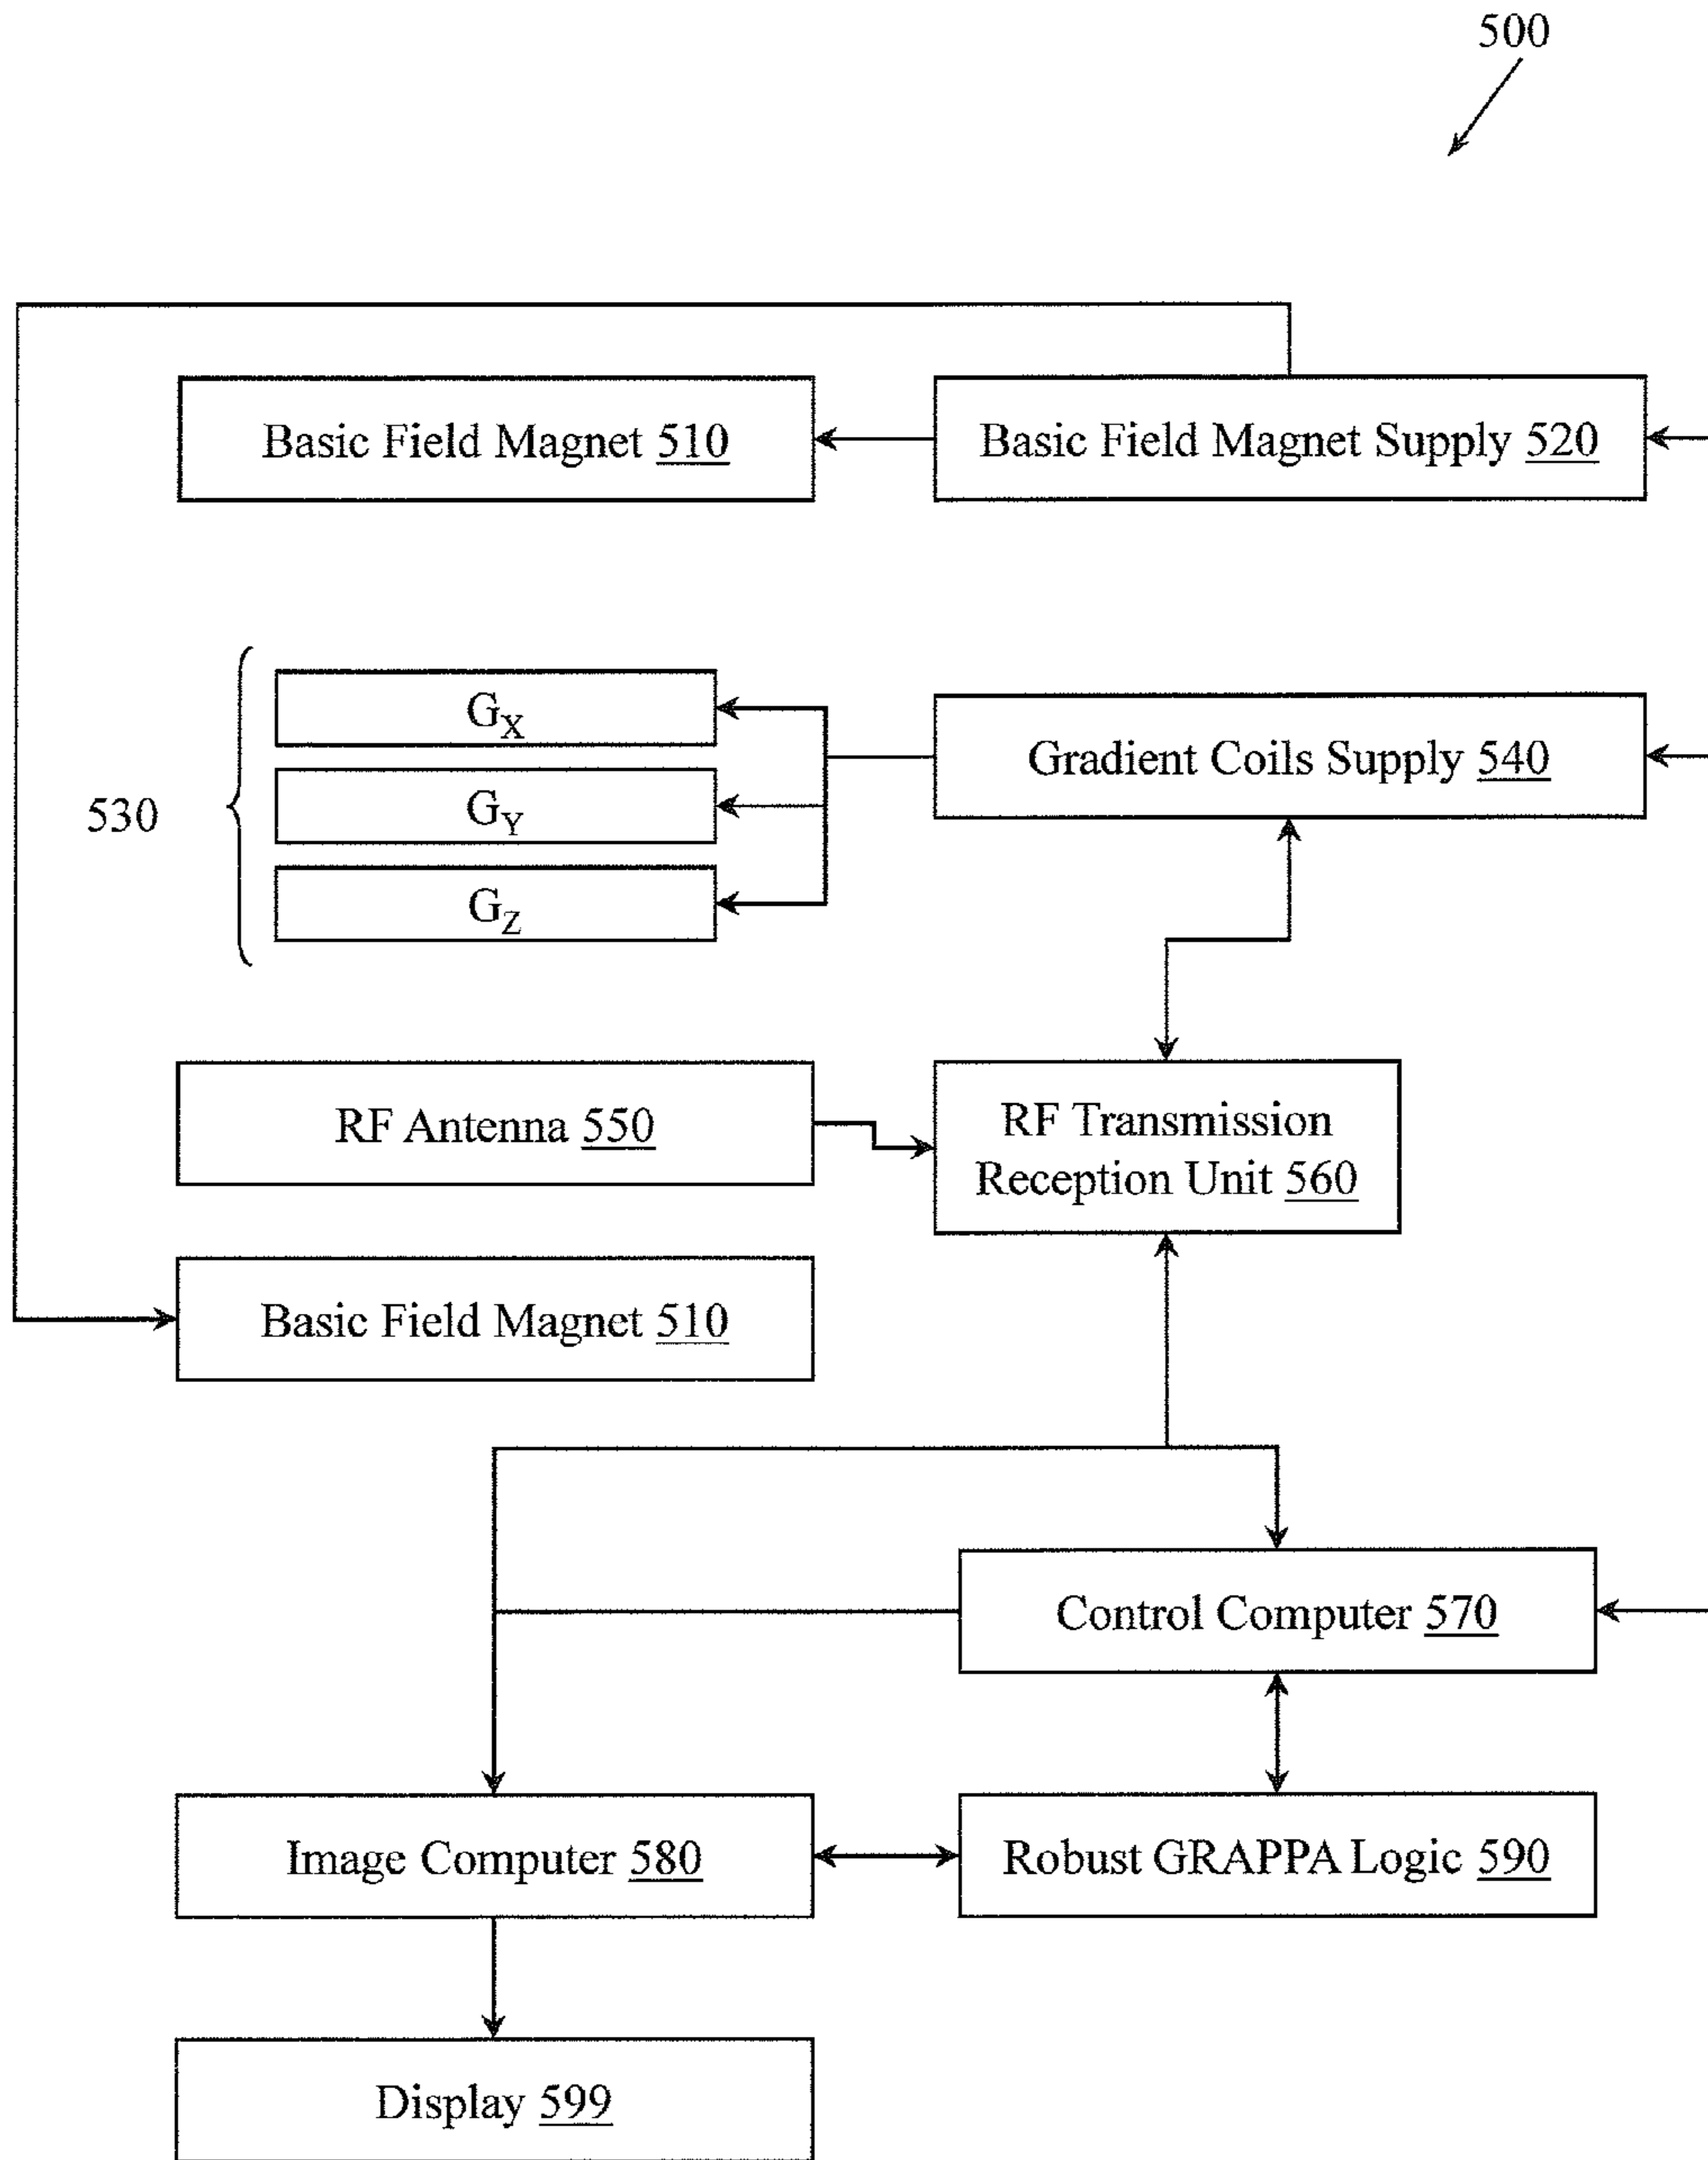 500
Basic Field Magnet 510
Basic Field Magnet Supply 520
530
GX
GY
GZ
Gradient Coils Supply 540
RF Antenna 550
RF Transmission
Reception Unit 560
Basic Field Magnet 510
Control Computer 570
Image Computer 580
Robust GRAPPA Logic 590
Display 599